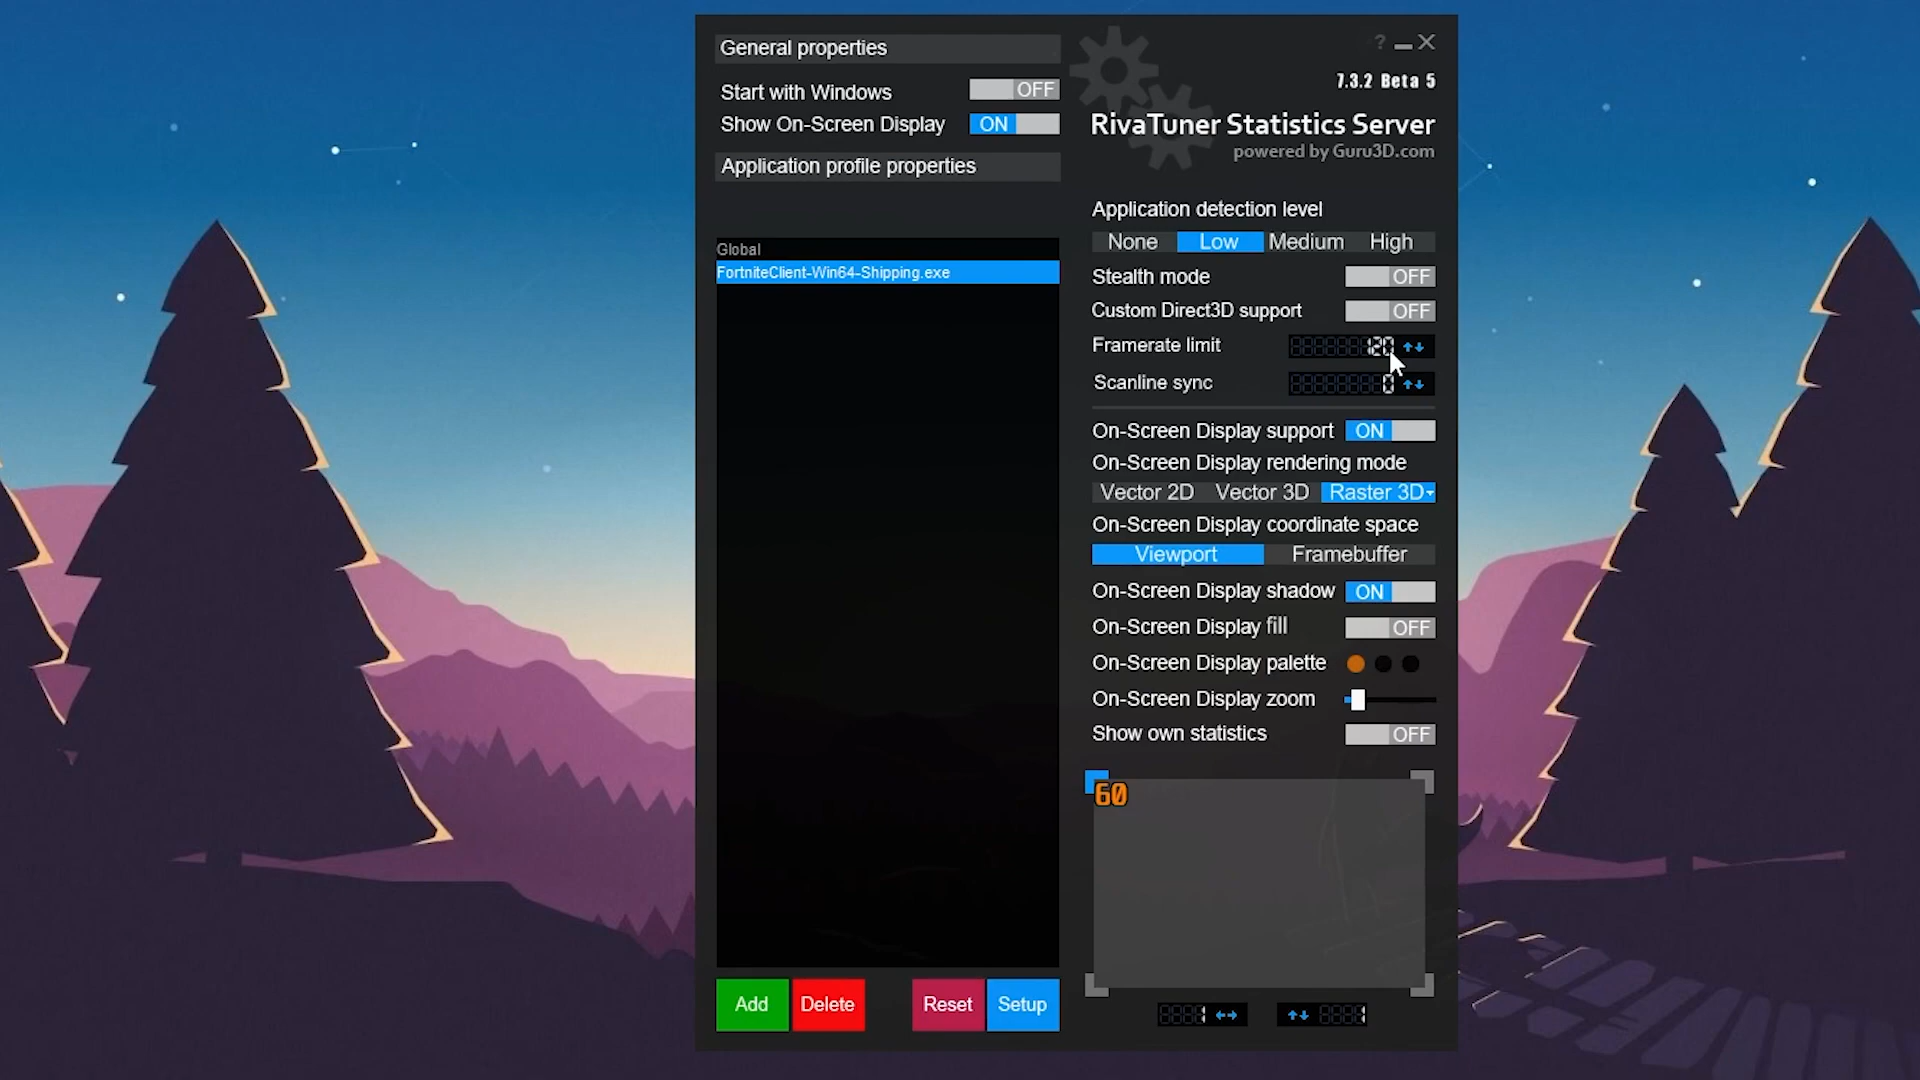 General properties
Start with Windows OFF
Show On-Screen Display ON
Application profile properties
Global
FortniteClient-Win64-Shipping.exe
Add Delete Reset Setup
? 
7.3.2 Beta 5
RivaTuner Statistics Server
powered by Guru3D.com
Application detection level
None Low Medium High
Stealth mode OFF
Custom Direct3D support OFF
Framerate limit 120
Scanline sync 0
On-Screen Display support ON
On-Screen Display rendering mode
Vector 2D Vector 3D Raster 3D
On-Screen Display coordinate space
Viewport Framebuffer
On-Screen Display shadow ON
On-Screen Display fill OFF
On-Screen Display palette
On-Screen Display zoom
Show own statistics OFF
60
1 1